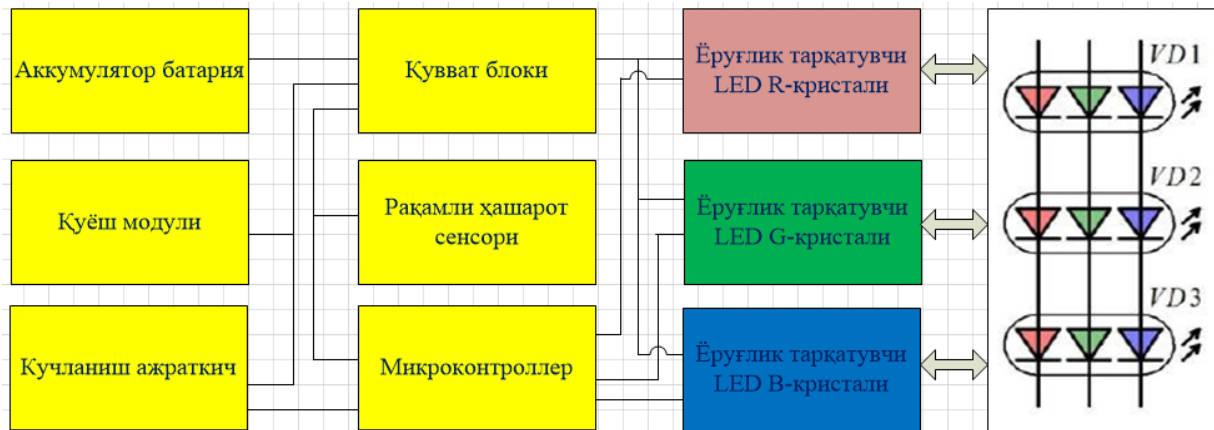 Аккумулятор батария
Қувват блоки
Ёруғлик тарқатувчи
LED R-кристали
VD1
Қуёш модули
Рақамли ҳашарот
сенсори
Ёруғлик тарқатувчи
LED G-кристали
VD2
Кучланиш ажраткич
Микроконтроллер
Ёруғлик тарқатувчи
LED B-кристали
VD3